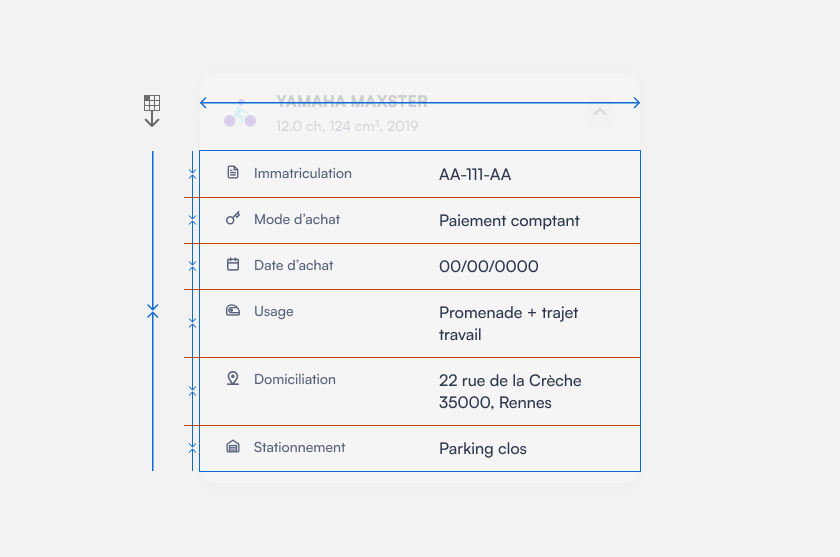 YAMAHA MAXSTER
12.0 ch, 124 cm³, 2019
Immatriculation AA-111-AA
Mode d’achat Paiement comptant
Date d’achat 00/00/0000
Usage Promenade + trajet
travail
Domiciliation 22 rue de la Crèche
35000, Rennes
Stationnement Parking clos